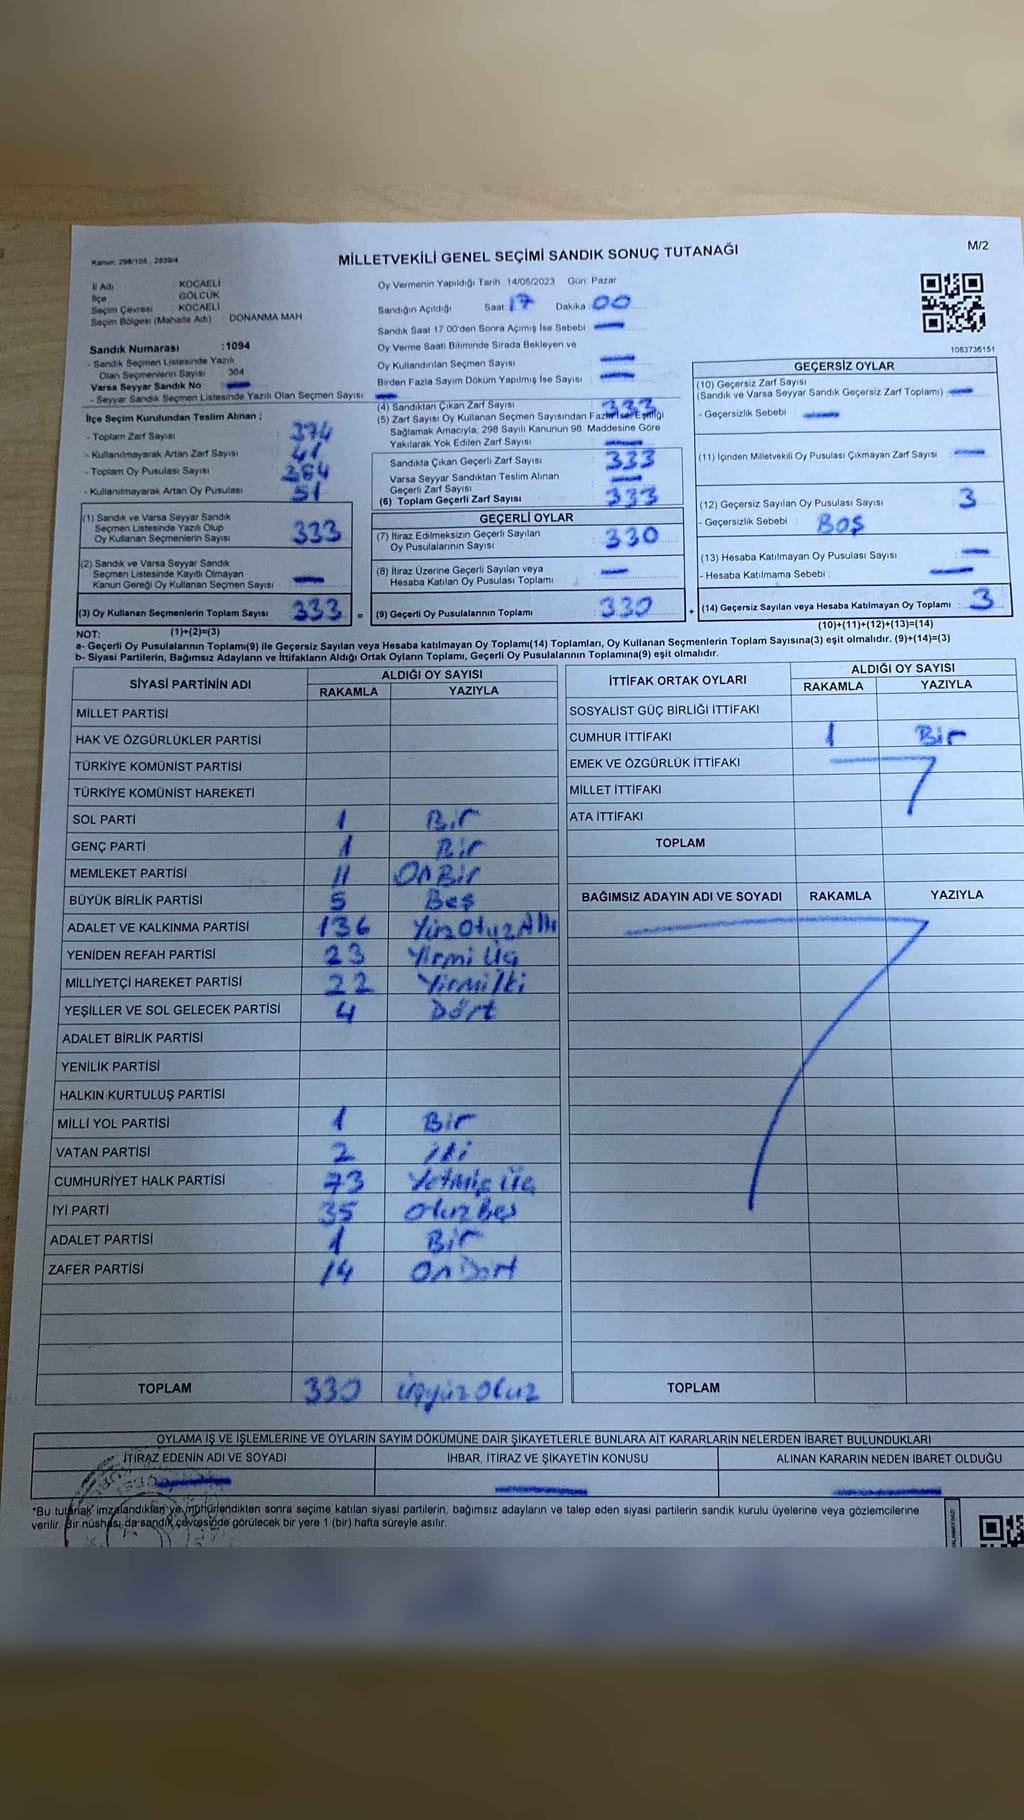 Kanun: 298/105 , 2839/4
MİLLETVEKİLİ GENEL SEÇİMİ SANDIK SONUÇ TUTANAĞI
M/2
İl Adı : KOCAELİ
İlçe : GÖLCÜK
Seçim Çevresi : KOCAELİ
Seçim Bölgesi (Mahalle Adı) : DONANMA MAH
Sandık Numarası :1094
- Sandık Seçmen Listesinde Yazılı
Olan Seçmenlerin Sayısı : 364
Varsa Seyyar Sandık No :
- Seyyar Sandık Seçmen Listesinde Yazılı Olan Seçmen Sayısı :
İlçe Seçim Kurulundan Teslim Alınan ;
- Toplam Zarf Sayısı : 374
- Kullanılmayarak Artan Zarf Sayısı : 41
- Toplam Oy Pusulası Sayısı : 384
- Kullanılmayarak Artan Oy Pusulası : 51
Oy Vermenin Yapıldığı Tarih :14/05/2023 Gün: Pazar
Sandığın Açıldığı Saat: 17 Dakika: 00
Sandık Saat 17:00'den Sonra Açımış İse Sebebi :
Oy Verme Saati Bitiminde Sırada Bekleyen ve
Oy Kullandırılan Seçmen Sayısı :
Birden Fazla Sayım Döküm Yapılmış İse Sayısı :
(4) Sandıktan Çıkan Zarf Sayısı : 333
(5) Zarf Sayısı Oy Kullanan Seçmen Sayısından Fazla İse, Eşitliği
Sağlamak Amacıyla, 298 Sayılı Kanunun 98. Maddesine Göre
Yakılarak Yok Edilen Zarf Sayısı :
Sandıkta Çıkan Geçerli Zarf Sayısı : 333
Varsa Seyyar Sandıktan Teslim Alınan
Geçerli Zarf Sayısı :
(6) Toplam Geçerli Zarf Sayısı : 333
1063736151
GEÇERSİZ OYLAR
(10) Geçersiz Zarf Sayısı
(Sandık ve Varsa Seyyar Sandık Geçersiz Zarf Toplamı) :
- Geçersizlik Sebebi :
(11) İçinden Milletvekili Oy Pusulası Çıkmayan Zarf Sayısı :
(12) Geçersiz Sayılan Oy Pusulası Sayısı : 3
- Geçersizlik Sebebi : BOŞ
(13) Hesaba Katılmayan Oy Pusulası Sayısı :
- Hesaba Katılmama Sebebi :
(14) Geçersiz Sayılan veya Hesaba Katılmayan Oy Toplamı : 3
(10)+(11)+(12)+(13)=(14)
(1) Sandık ve Varsa Seyyar Sandık
Seçmen Listesinde Yazılı Olup
Oy Kullanan Seçmenlerin Sayısı : 333
(2) Sandık ve Varsa Seyyar Sandık
Seçmen Listesinde Kayıtlı Olmayan
Kanun Gereği Oy Kullanan Seçmen Sayısı :
(3) Oy Kullanan Seçmenlerin Toplam Sayısı : 333 =
(1)+(2)=(3)
GEÇERLİ OYLAR
(7) İtiraz Edilmeksizin Geçerli Sayılan
Oy Pusulalarının Sayısı : 330
(8) İtiraz Üzerine Geçerli Sayılan veya
Hesaba Katılan Oy Pusulası Toplamı :
(9) Geçerli Oy Pusulalarının Toplamı : 330 +
NOT:
a- Geçerli Oy Pusulalarının Toplamı(9) ile Geçersiz Sayılan veya Hesaba katılmayan Oy Toplamı(14) Toplamları, Oy Kullanan Seçmenlerin Toplam Sayısına(3) eşit olmalıdır. (9)+(14)=(3)
b- Siyasi Partilerin, Bağımsız Adayların ve İttifakların Aldığı Ortak Oyların Toplamı, Geçerli Oy Pusulalarının Toplamına(9) eşit olmalıdır.
SİYASİ PARTİNİN ADI ALDIĞI OY SAYISI
RAKAMLA YAZIYLA
MİLLET PARTİSİ
HAK VE ÖZGÜRLÜKLER PARTİSİ
TÜRKİYE KOMÜNİST PARTİSİ
TÜRKİYE KOMÜNİST HAREKETİ
SOL PARTİ 1 Bir
GENÇ PARTİ 1 Bir
MEMLEKET PARTİSİ 11 OnBir
BÜYÜK BİRLİK PARTİSİ 5 Beş
ADALET VE KALKINMA PARTİSİ 136 YüzOtuzAltı
YENİDEN REFAH PARTİSİ 23 Yirmi Üç
MİLLİYETÇİ HAREKET PARTİSİ 22 Yirmi İki
YEŞİLLER VE SOL GELECEK PARTİSİ 4 Dört
ADALET BİRLİK PARTİSİ
YENİLİK PARTİSİ
HALKIN KURTULUŞ PARTİSİ
MİLLİ YOL PARTİSİ 1 Bir
VATAN PARTİSİ 2 iki
CUMHURİYET HALK PARTİSİ 73 Yetmiş Üç
İYİ PARTİ 35 OtuzBeş
ADALET PARTİSİ 1 Bir
ZAFER PARTİSİ 14 OnDört
TOPLAM 330 üçyüz otuz
İTTİFAK ORTAK OYLARI ALDIĞI OY SAYISI
RAKAMLA YAZIYLA
SOSYALİST GÜÇ BİRLİĞİ İTTİFAKI
CUMHUR İTTİFAKI 1 Bir
EMEK VE ÖZGÜRLÜK İTTİFAKI
MİLLET İTTİFAKI
ATA İTTİFAKI
TOPLAM
BAĞIMSIZ ADAYIN ADI VE SOYADI RAKAMLA YAZIYLA
TOPLAM
OYLAMA İŞ VE İŞLEMLERİNE VE OYLARIN SAYIM DÖKÜMÜNE DAİR ŞİKAYETLERLE BUNLARA AİT KARARLARIN NELERDEN İBARET BULUNDUKLARI
İTİRAZ EDENİN ADI VE SOYADI İHBAR, İTİRAZ VE ŞİKAYETİN KONUSU ALINAN KARARIN NEDEN İBARET OLDUĞU
*Bu tutanak imzalandıktan ve mühürlendikten sonra seçime katılan siyasi partilerin, bağımsız adayların ve talep eden siyasi partilerin sandık kurulu üyelerine veya gözlemcilerine
verilir. Bir nüshası da sandık çevresinde görülecek bir yere 1 (bir) hafta süreyle asılır.